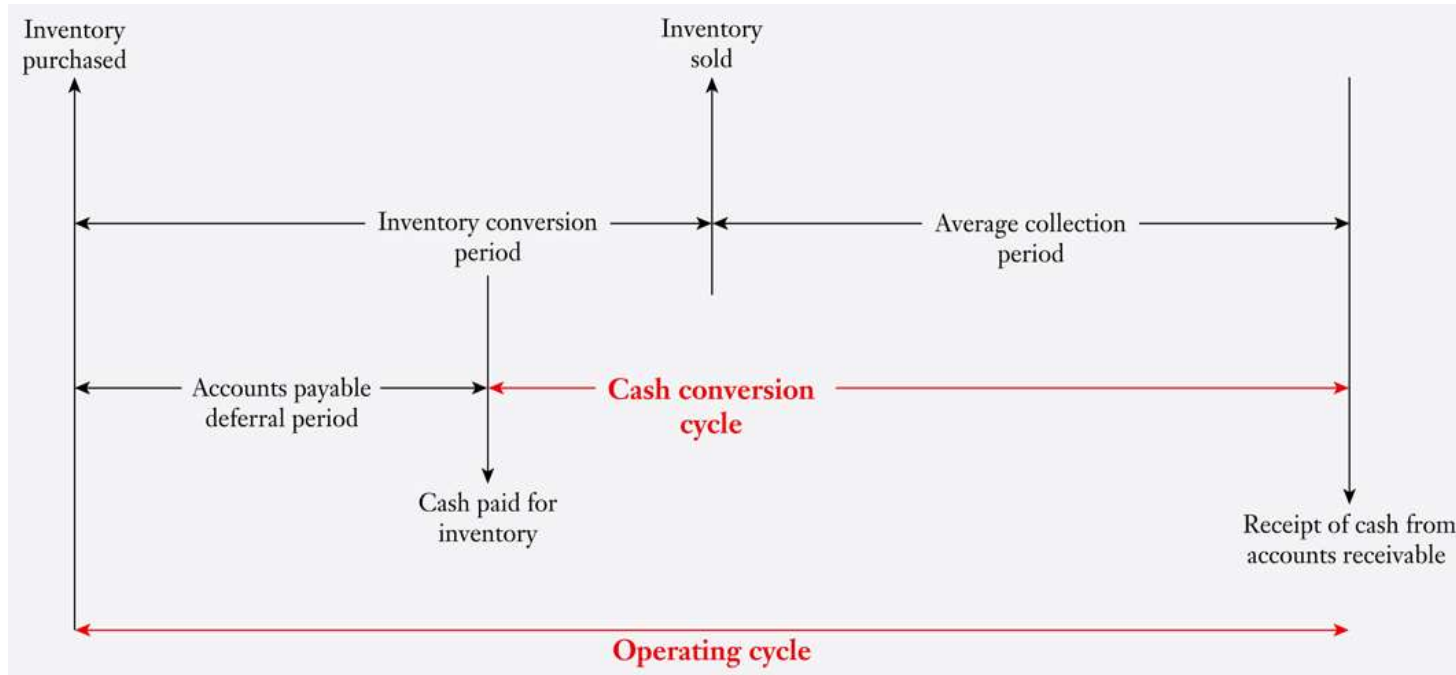 Inventory
purchased
Inventory
sold
Inventory conversion
period
Average collection
period
Accounts payable
deferral period
Cash conversion
cycle
Cash paid for
inventory
Receipt of cash from
accounts receivable
Operating cycle